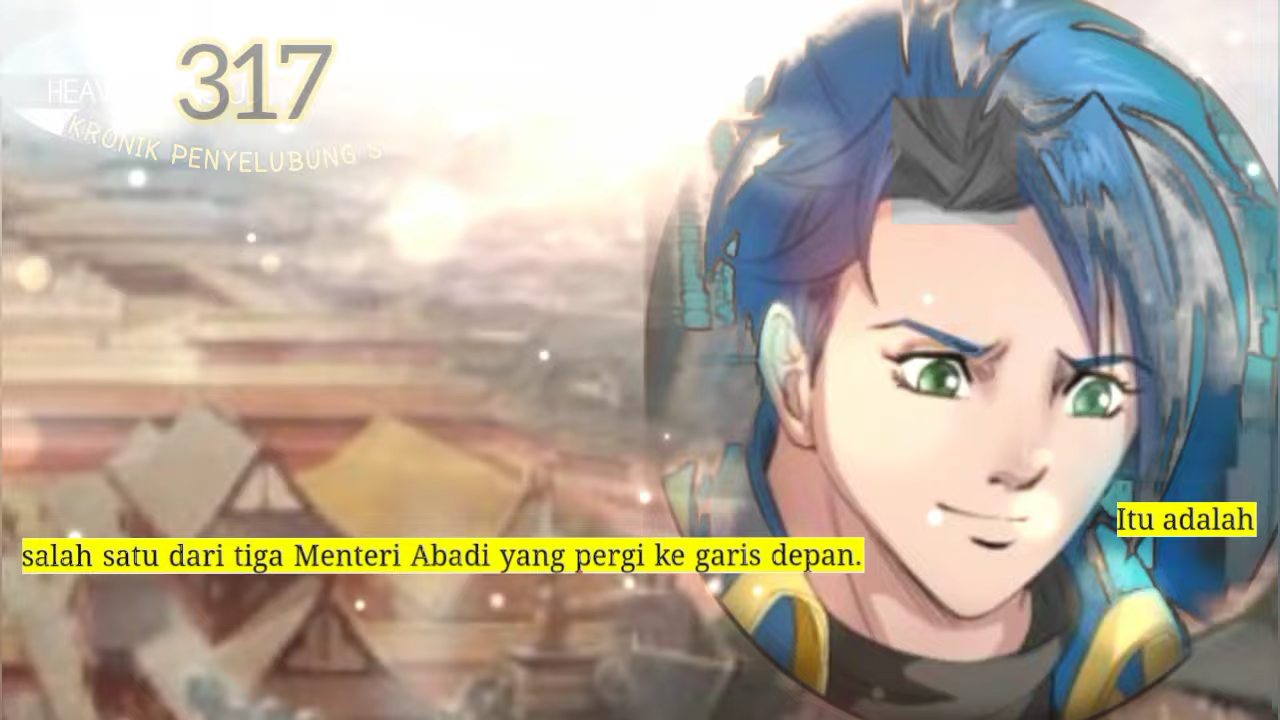 317
HEAV
KRONIK PENYELUBUNG S
Itu adalah
salah satu dari tiga Menteri Abadi yang pergi ke garis depan.